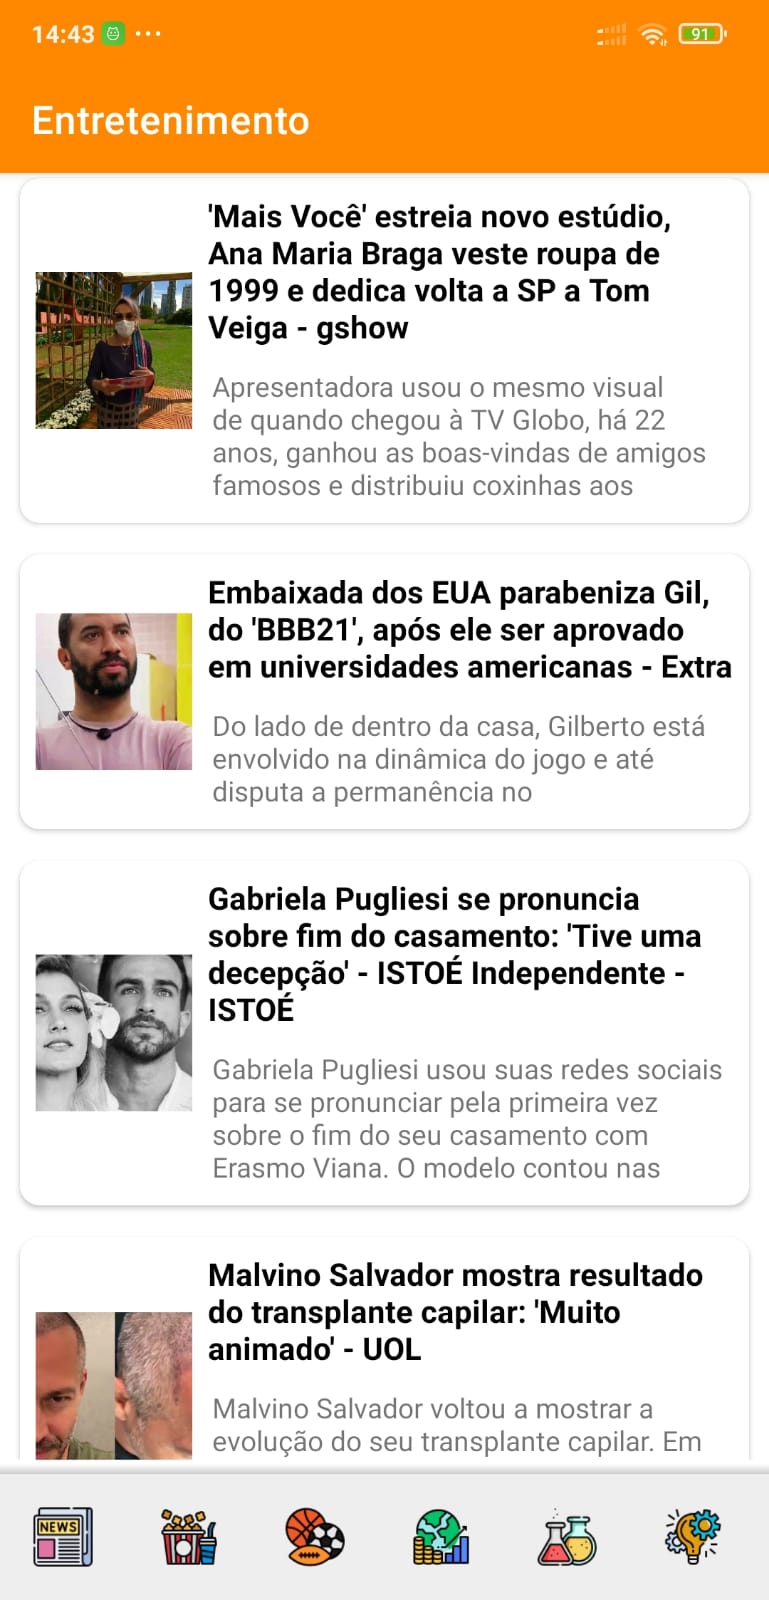 14:43
91
Entretenimento
'Mais Você' estreia novo estúdio,
Ana Maria Braga veste roupa de
1999 e dedica volta a SP a Tom
Veiga - gshow
Apresentadora usou o mesmo visual
de quando chegou à TV Globo, há 22
anos, ganhou as boas-vindas de amigos
famosos e distribuiu coxinhas aos
Embaixada dos EUA parabeniza Gil,
do 'BBB21', após ele ser aprovado
em universidades americanas - Extra
Do lado de dentro da casa, Gilberto está
envolvido na dinâmica do jogo e até
disputa a permanência no
Gabriela Pugliesi se pronuncia
sobre fim do casamento: 'Tive uma
decepção' - ISTOÉ Independente -
ISTOÉ
Gabriela Pugliesi usou suas redes sociais
para se pronunciar pela primeira vez
sobre o fim do seu casamento com
Erasmo Viana. O modelo contou nas
Malvino Salvador mostra resultado
do transplante capilar: 'Muito
animado' - UOL
Malvino Salvador voltou a mostrar a
evolução do seu transplante capilar. Em
NEWS